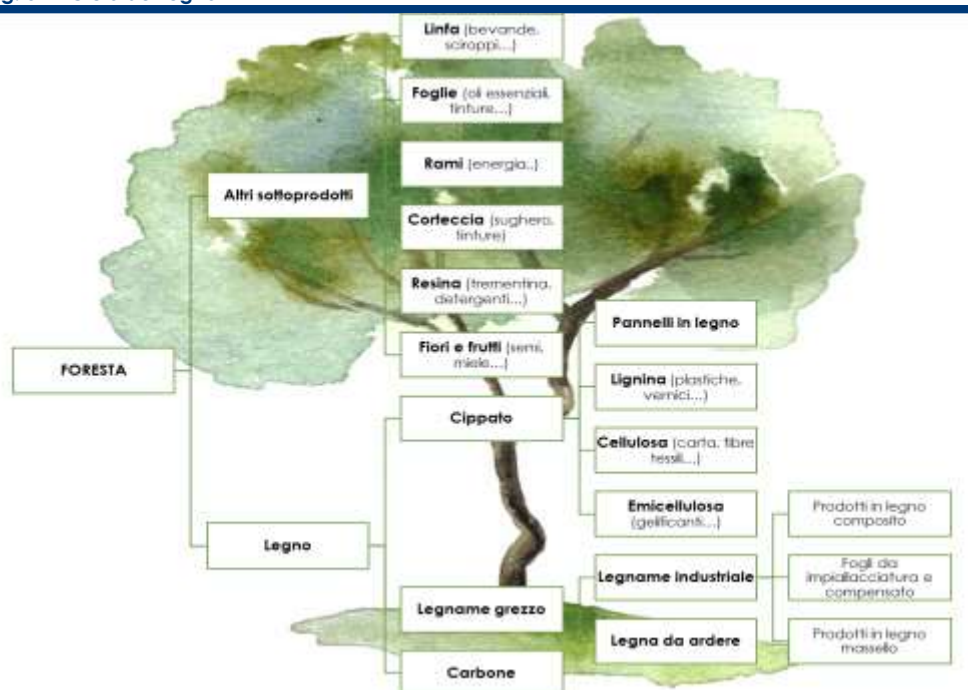 Linfa (bevande,
sciroppi...)
Foglie (oli essenziali,
tinture...)
Rami (energia..)
Altri sottoprodotti
Corteccia (sughero,
tinture)
Resina (trementina,
detergenti...)
Fiori e frutti (semi,
miele...)
FORESTA
Pannelli in legno
Lignina (plastiche,
vernici...)
Cippato
Cellulosa (carta, fibre
tessili...)
Emicellulosa
(gelificanti...)
Legno
Legname grezzo
Carbone
Legname industriale
Legna da ardere
Prodotti in legno
composito
Fogli da
impiallacciatura e
compensato
Prodotti in legno
massello